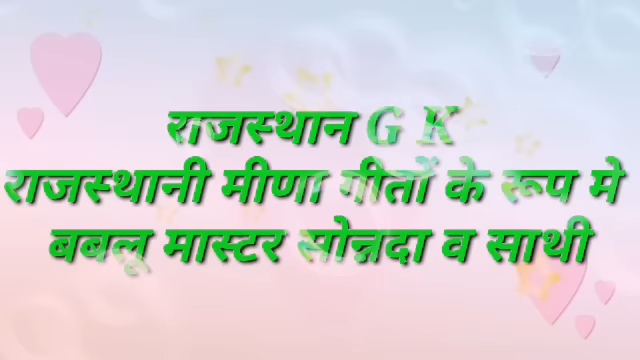 राजस्थान G K
राजस्थानी मीणा गीतों के रूप मे
बबलू मास्टर सोन्नदा व साथी